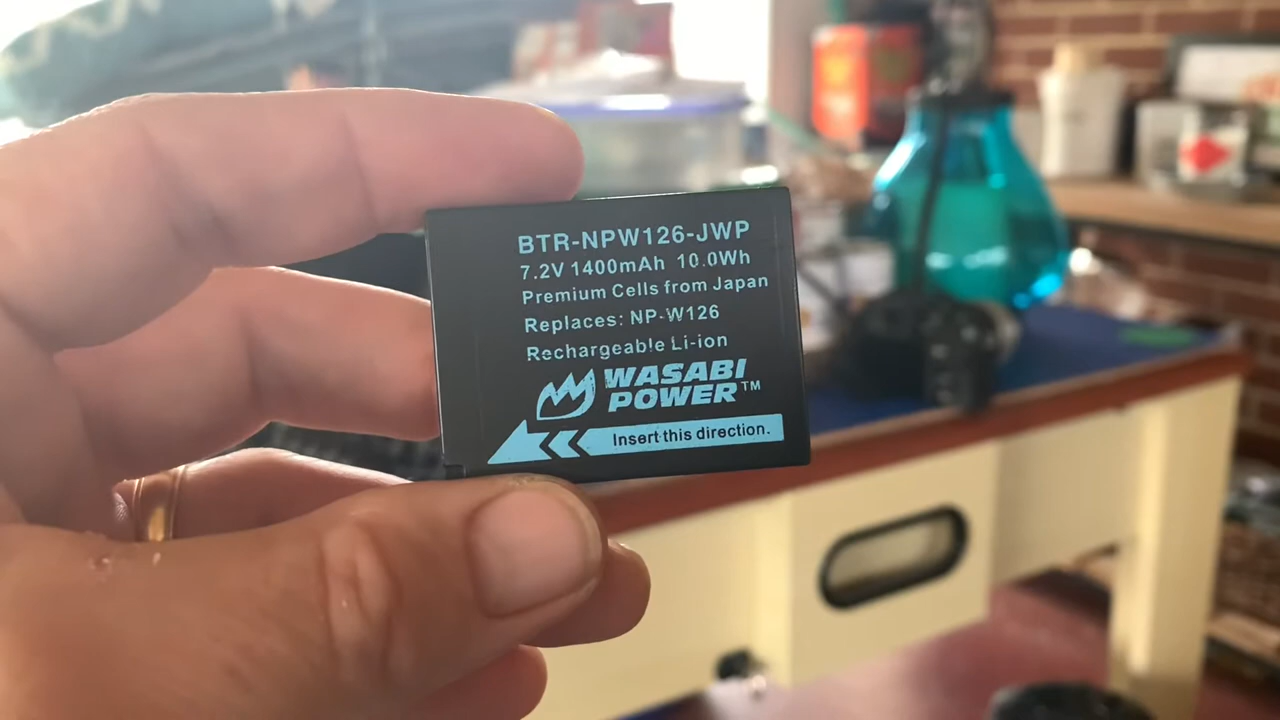 BTR-NPW126-JWP
7.2V 1400mAh 10.0Wh
Premium Cells from Japan
Replaces: NP-W126
Rechargeable Li-ion
WASABI
POWER™
Insert this direction.